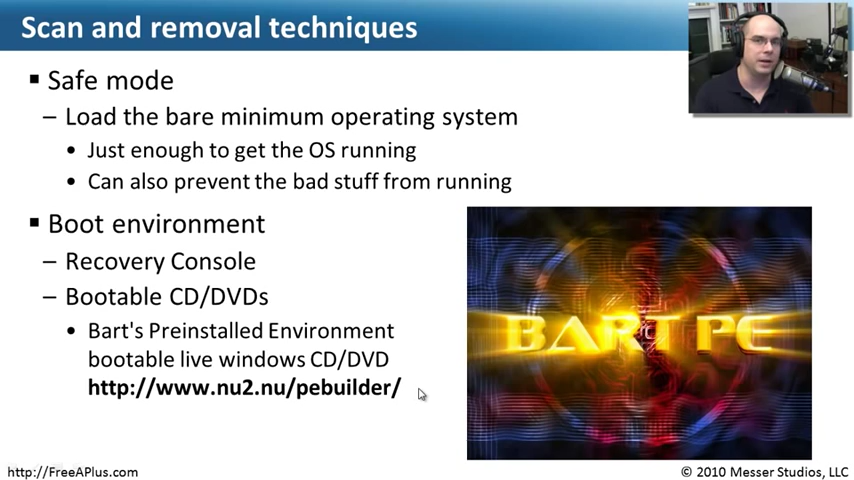 Scan and removal techniques
▪ Safe mode
– Load the bare minimum operating system
• Just enough to get the OS running
• Can also prevent the bad stuff from running
▪ Boot environment
– Recovery Console
– Bootable CD/DVDs
• Bart's Preinstalled Environment
bootable live windows CD/DVD
http://www.nu2.nu/pebuilder/
BART PE
http://FreeAPlus.com
© 2010 Messer Studios, LLC